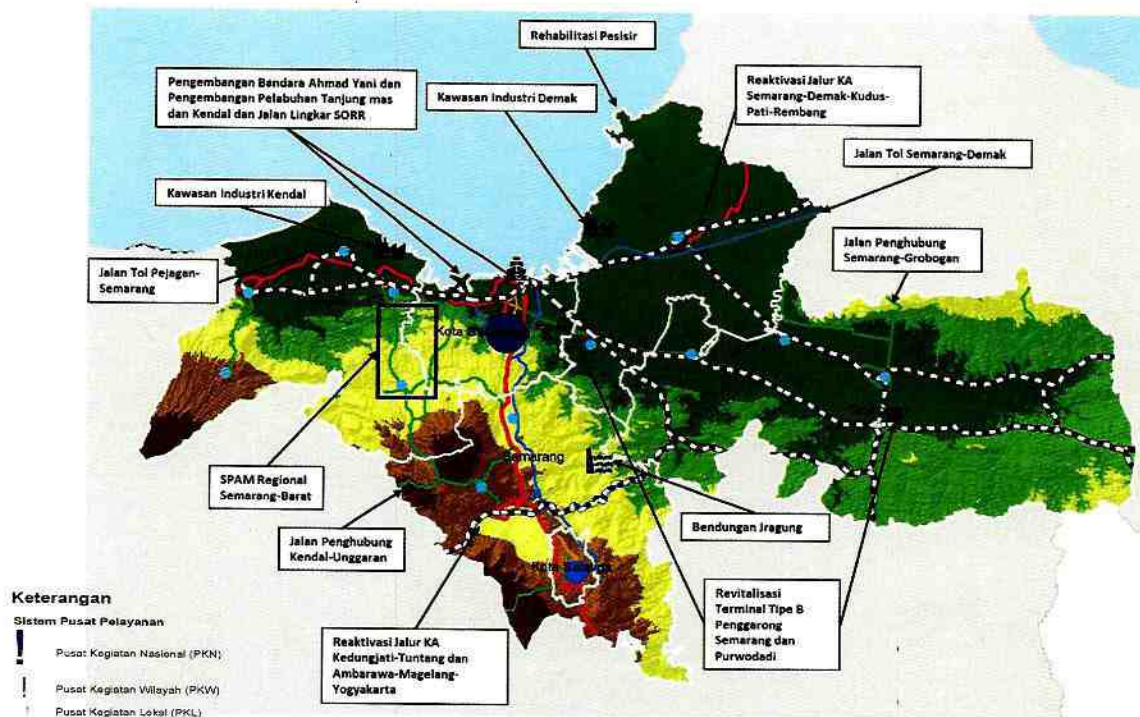 Rehabilitasi Pesisir
Pengembangan Bandara Ahmad Yani dan
Pengembangan Pelabuhan Tanjung mas
dan Kendal dan Jalan Lingkar SORR
Kawasan Industri Demak
Reaktivasi Jalur KA
Semarang-Demak-Kudus-
Pati-Rembang
Jalan Tol Semarang-Demak
Kawasan Industri Kendal
Jalan Penghubung
Semarang-Grobogan
Jalan Tol Pejagan-
Semarang
Kota
Semarang
SPAM Regional
Semarang-Barat
Bendungan Jragung
Jalan Penghubung
Kendal-Unggaran
Kota Salatiga
Revitalisasi
Terminal Tipe B
Penggarong
Semarang dan
Purwodadi
Reaktivasi Jalur KA
Kedungjati-Tuntang dan
Ambarawa-Magelang-
Yogyakarta
Keterangan
Sistem Pusat Pelayanan
Pusat Kegiatan Nasional (PKN)
Pusat Kegiatan Wilayah (PKW)
Pusat Kegiatan Lokal (PKL)